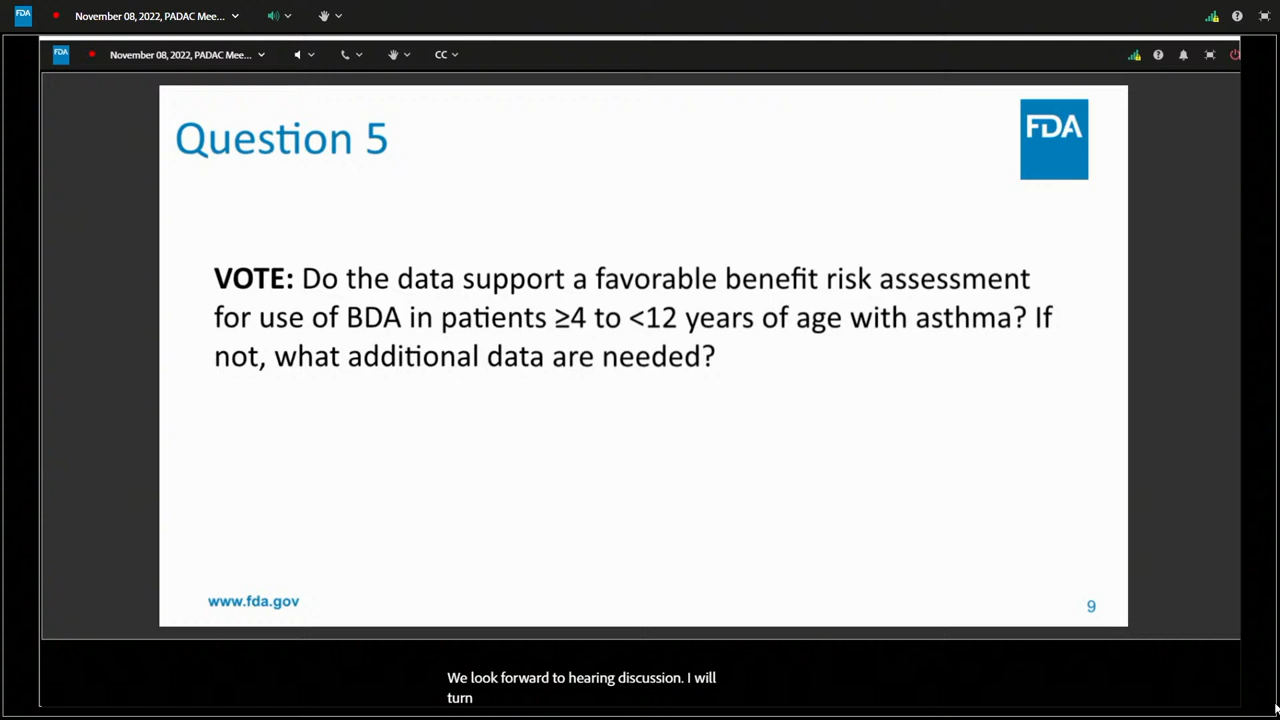 FDA
November 08, 2022, PADAC Mee...
FDA
November 08, 2022, PADAC Mee...
CC
Question 5
FDA
VOTE: Do the data support a favorable benefit risk assessment
for use of BDA in patients ≥4 to <12 years of age with asthma? If
not, what additional data are needed?
www.fda.gov
9
We look forward to hearing discussion. I will
turn